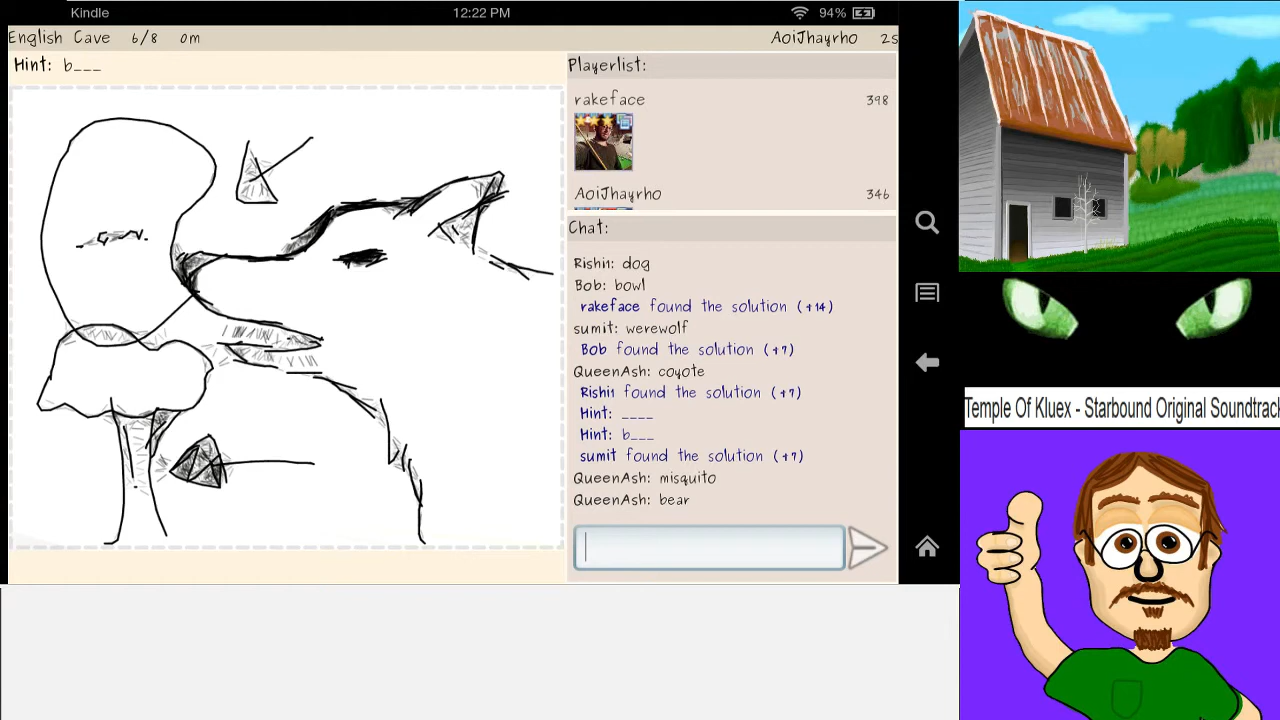 Kindle 12:22 PM 94%
English Cave 6/8 0m AoiJhayrho 2s
Hint: b___
Playerlist:
rakeface 398
AoiJhayrho 346
Chat:
Rishi1: dog
Bob: bowl
rakeface found the solution (+14)
sumit: werewolf
Bob found the solution (+7)
QueenAsh: coyote
Rishi1 found the solution (+7)
Hint: ____
Hint: b___
sumit found the solution (+7)
QueenAsh: misquito
QueenAsh: bear
Temple Of Kluex - Starbound Original Soundtrack